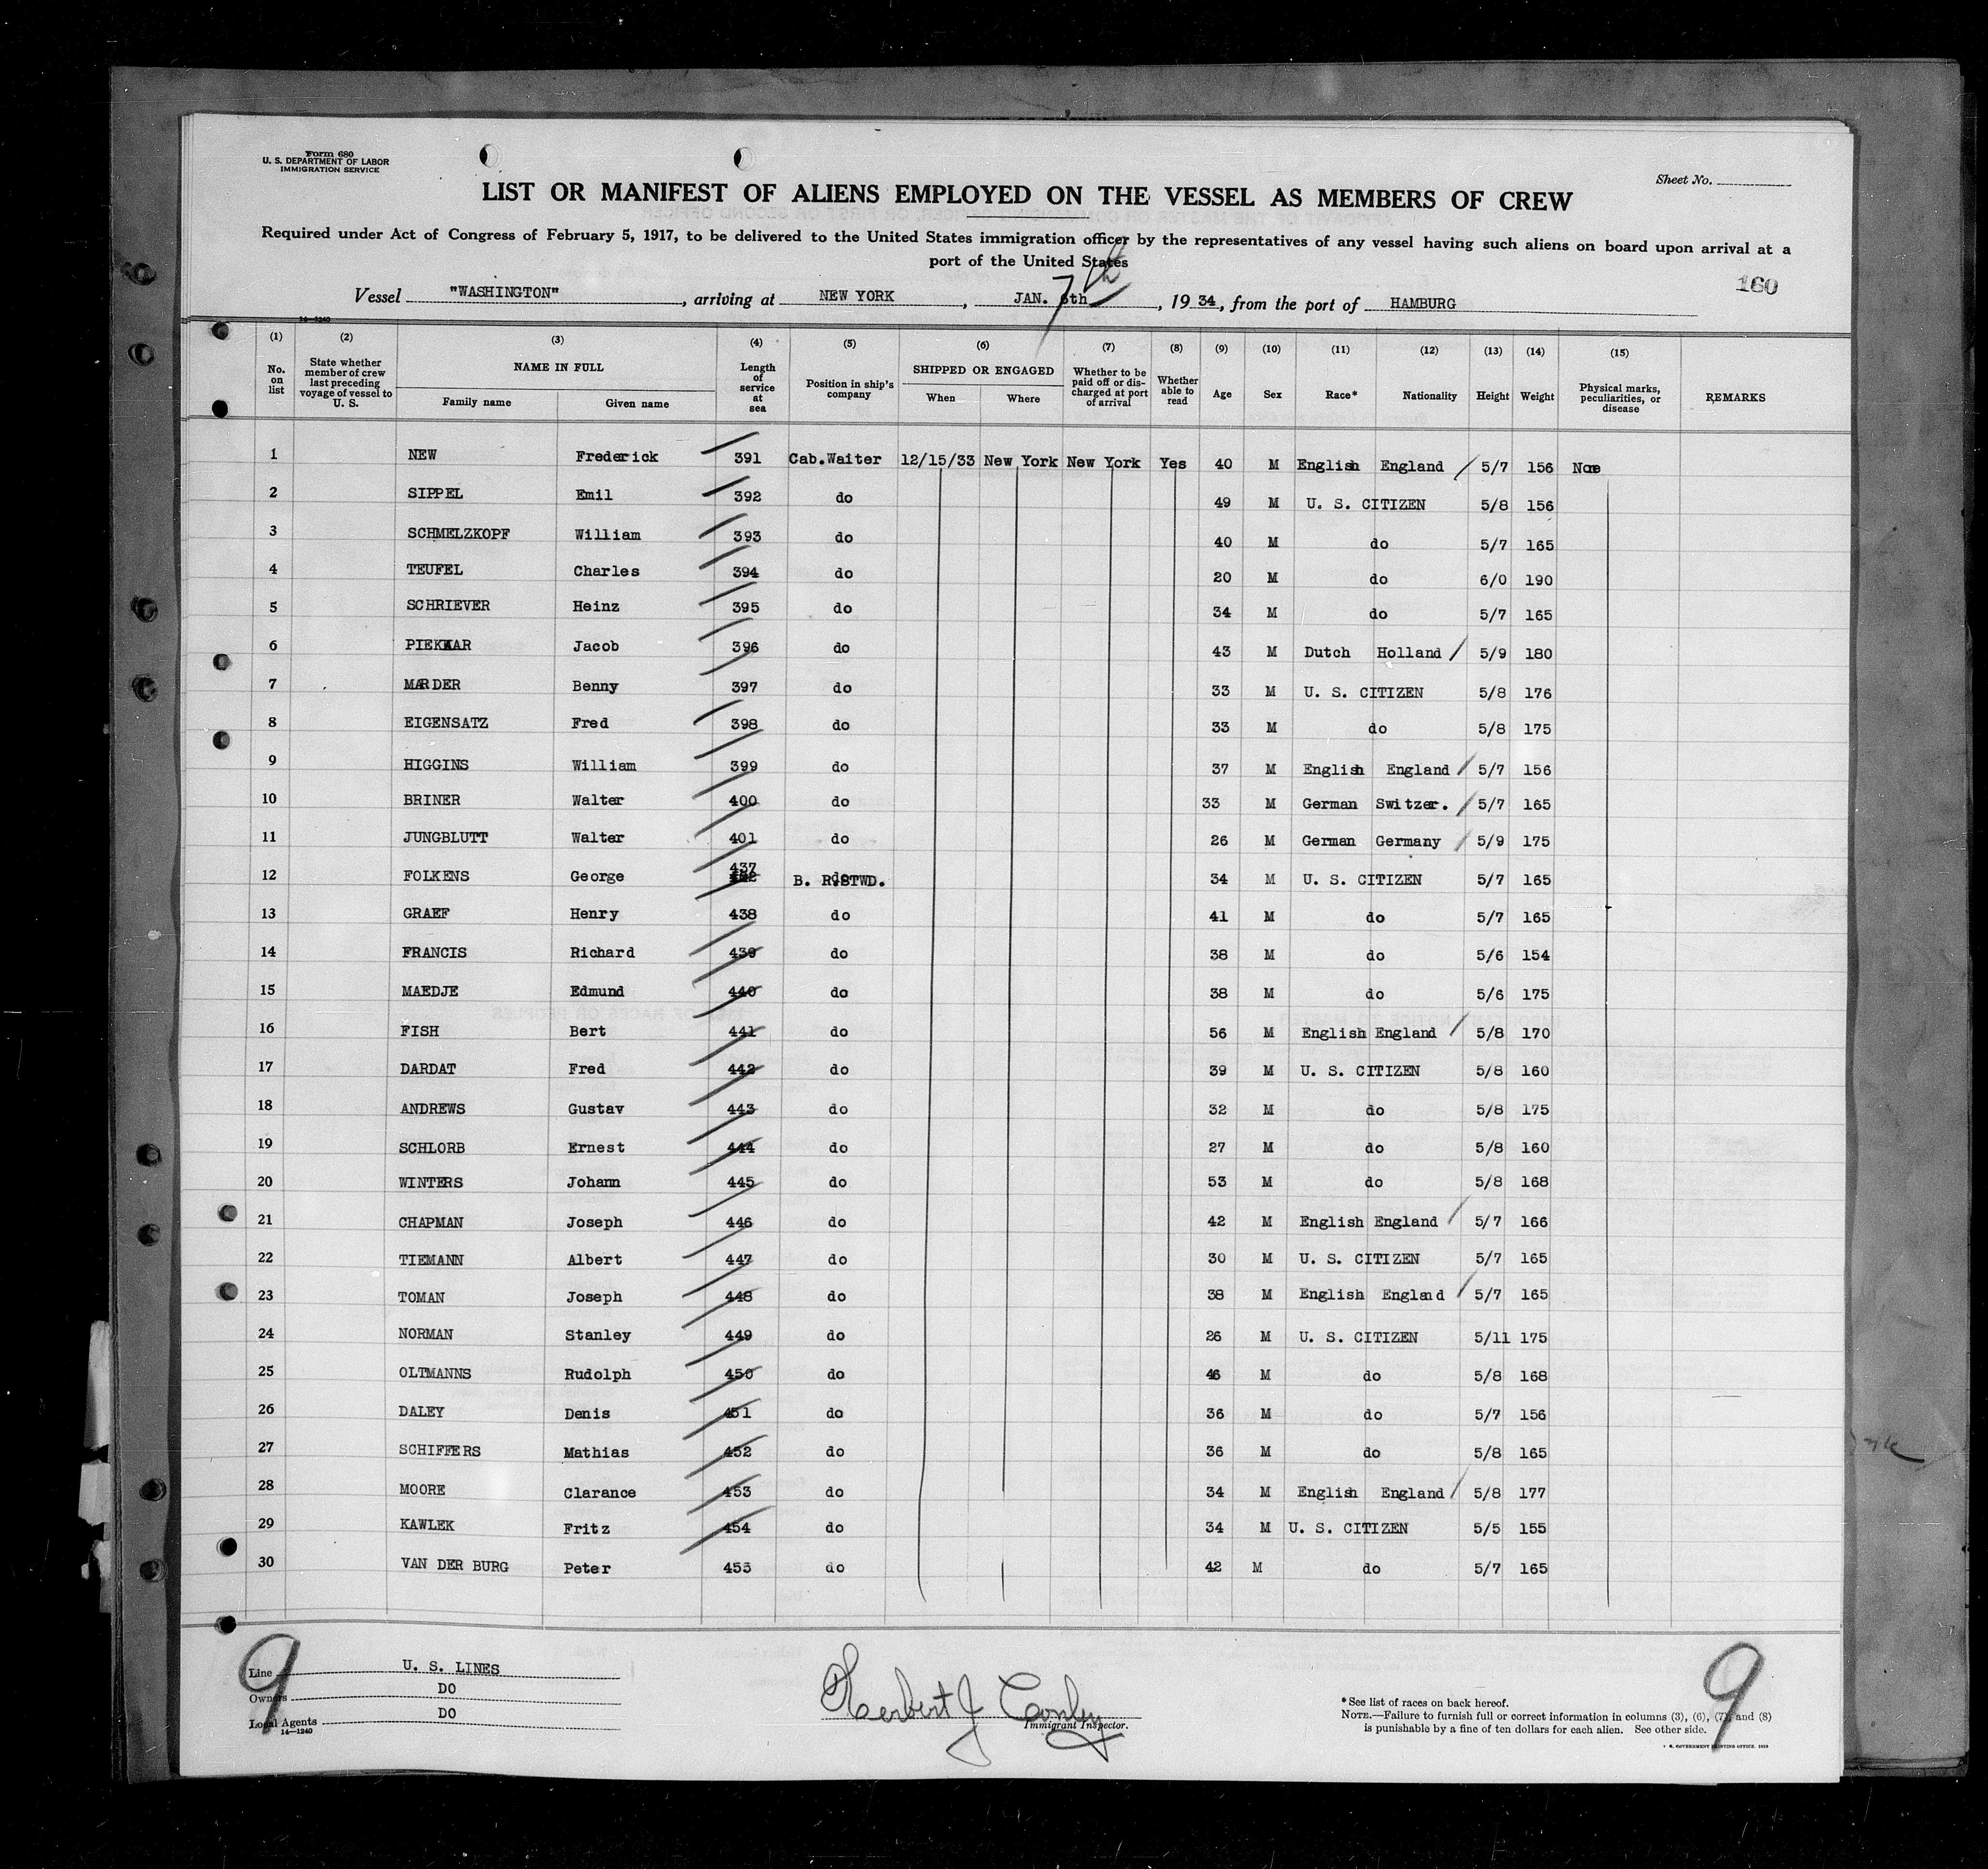 Form 680
U. S. DEPARTMENT OF LABOR
IMMIGRATION SERVICE
Sheet No.
LIST OR MANIFEST OF ALIENS EMPLOYED ON THE VESSEL AS MEMBERS OF CREW
Required under Act of Congress of February 5, 1917, to be delivered to the United States immigration officer by the representatives of any vessel having such aliens on board upon arrival at a
port of the United States
160
Vessel "WASHINGTON", arriving at NEW YORK, JAN. 6th 7th, 1934, from the port of HAMBURG
14—1240
(1) (2) (3) (4) (5) (6) (7) (8) (9) (10) (11) (12) (13) (14) (15)
No. on list State whether member of crew last preceding voyage of vessel to U. S. NAME IN FULL Family name Given name Length of service at sea Position in ship's company SHIPPED OR ENGAGED When Where Whether to be paid off or discharged at port of arrival Whether able to read Age Sex Race* Nationality Height Weight Physical marks, peculiarities, or disease REMARKS
1 NEW Frederick 391 Cab.Waiter 12/15/33 New York New York Yes 40 M English England 5/7 156 None
2 SIPPEL Emil 392 do 49 M U. S. CITIZEN 5/8 156
3 SCHMELZKOPF William 393 do 40 M do 5/7 165
4 TEUFEL Charles 394 do 20 M do 6/0 190
5 SCHRIEVER Heinz 395 do 34 M do 5/7 165
6 PIEKKAR Jacob 396 do 43 M Dutch Holland 5/9 180
7 MARDER Benny 397 do 33 M U. S. CITIZEN 5/8 176
8 EIGENSATZ Fred 398 do 33 M do 5/8 175
9 HIGGINS William 399 do 37 M English England 5/7 156
10 BRINER Walter 400 do 33 M German Switzer. 5/7 165
11 JUNGBLUTT Walter 401 do 26 M German Germany 5/9 175
12 FOLKENS George 437 B. R.STWD. 34 M U. S. CITIZEN 5/7 165
13 GRAEF Henry 438 do 41 M do 5/7 165
14 FRANCIS Richard 439 do 38 M do 5/6 154
15 MAEDJE Edmund 440 do 38 M do 5/6 175
16 FISH Bert 441 do 56 M English England 5/8 170
17 DARDAT Fred 442 do 39 M U. S. CITIZEN 5/8 160
18 ANDREWS Gustav 443 do 32 M do 5/8 175
19 SCHLORB Ernest 444 do 27 M do 5/8 160
20 WINTERS Johann 445 do 53 M do 5/8 168
21 CHAPMAN Joseph 446 do 42 M English England 5/7 166
22 TIEMANN Albert 447 do 30 M U. S. CITIZEN 5/7 165
23 TOMAN Joseph 448 do 38 M English England 5/7 165
24 NORMAN Stanley 449 do 26 M U. S. CITIZEN 5/11 175
25 OLTMANNS Rudolph 450 do 46 M do 5/8 168
26 DALEY Denis 451 do 36 M do 5/7 156
27 SCHIFFERS Mathias 452 do 36 M do 5/8 165
28 MOORE Clarance 453 do 34 M English England 5/8 177
29 KAWLEK Fritz 454 do 34 M U. S. CITIZEN 5/5 155
30 VAN DER BURG Peter 455 do 42 M do 5/7 165
9 9
Line U. S. LINES
Owners DO
Local Agents DO
14—1240
Herbert J Conley
Immigrant Inspector.
*See list of races on back hereof.
NOTE.—Failure to furnish full or correct information in columns (3), (6), (7) and (8)
is punishable by a fine of ten dollars for each alien. See other side.